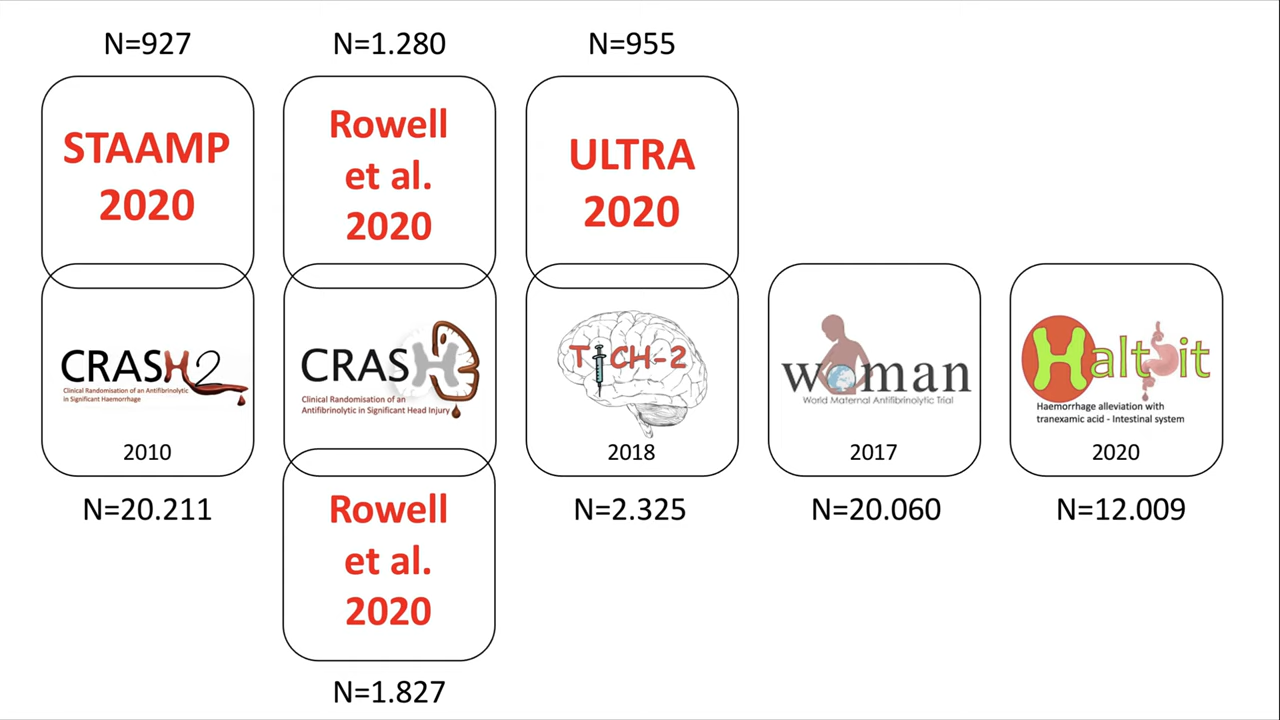 N=927
N=1.280
N=955
STAAMP
2020
Rowell
et al.
2020
ULTRA
2020
CRASH2
Clinical Randomisation of an Antifibrinolytic
in Significant Haemorrhage
2010
CRASH
Clinical Randomisation of an
Antifibrinolytic in Significant Head Injury
TICH-2
2018
woman
World Maternal Antifibrinolytic Trial
2017
Haltit
Haemorrhage alleviation with
tranexamic acid - Intestinal system
2020
N=20.211
N=2.325
N=20.060
N=12.009
Rowell
et al.
2020
N=1.827